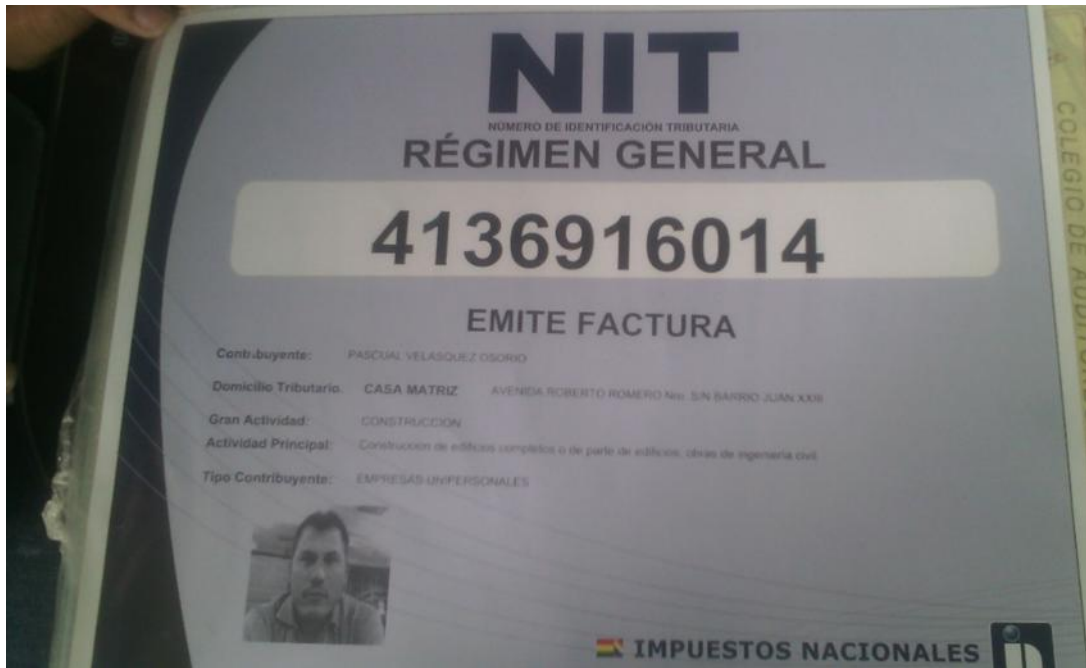 NIT
NÚMERO DE IDENTIFICACIÓN TRIBUTARIA
RÉGIMEN GENERAL
4136916014
EMITE FACTURA
Contribuyente: PASCUAL VELASQUEZ OSORIO
Domicilio Tributario. CASA MATRIZ AVENIDA ROBERTO ROMERO Nro. S/N BARRIO JUAN XXIII
Gran Actividad: CONSTRUCCION
Actividad Principal: Construccion de edificios completos o de parte de edificios; obras de ingenieria civil
Tipo Contribuyente: EMPRESAS UNIPERSONALES
IMPUESTOS NACIONALES
COLEGIO DE